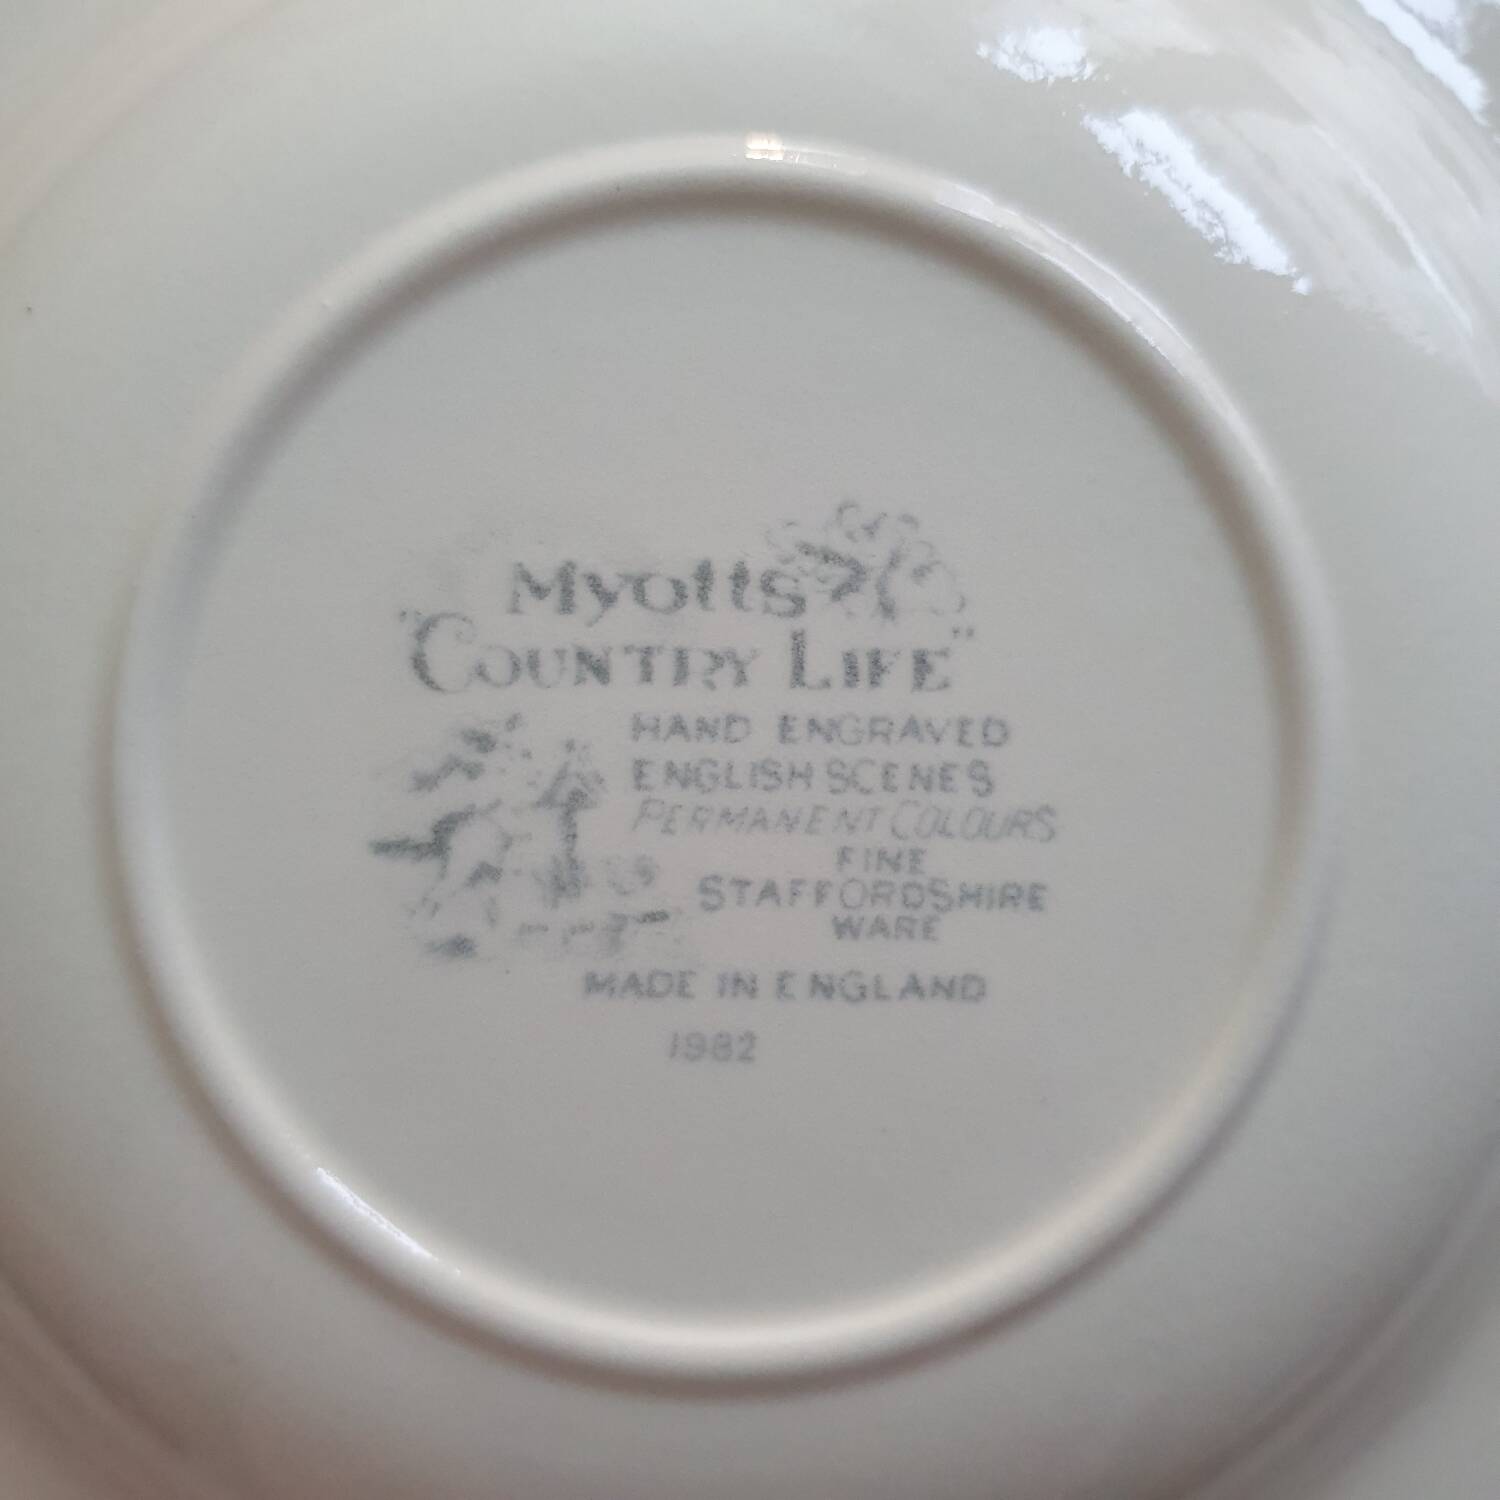 Myotts
"COUNTRY LIFE"
HAND ENGRAVED
ENGLISH SCENES
PERMANENT COLOURS
FINE
STAFFORDSHIRE
WARE
MADE IN ENGLAND
1982